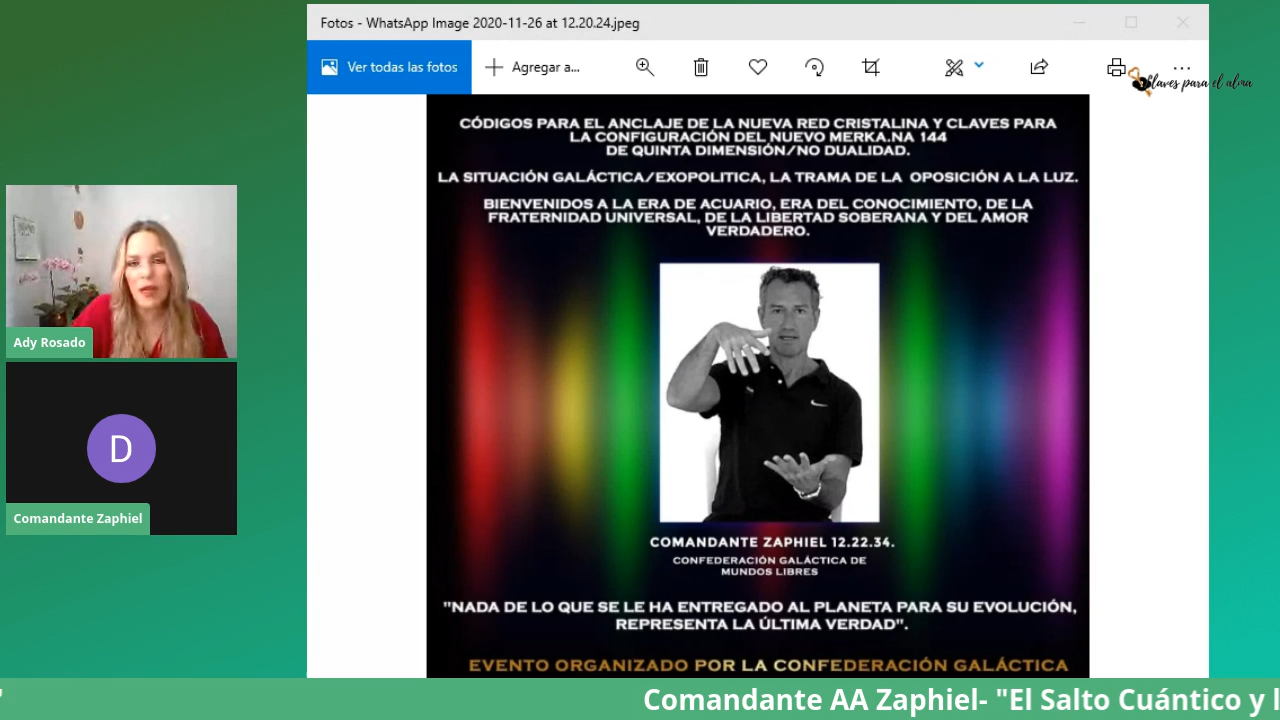 Fotos - WhatsApp Image 2020-11-26 at 12.20.24.jpeg
Ver todas las fotos
Agregar a...
Claves para el alma
CÓDIGOS PARA EL ANCLAJE DE LA NUEVA RED CRISTALINA Y CLAVES PARA
LA CONFIGURACIÓN DEL NUEVO MERKA.NA 144
DE QUINTA DIMENSIÓN/NO DUALIDAD.
LA SITUACIÓN GALÁCTICA/EXOPOLITICA, LA TRAMA DE LA OPOSICIÓN A LA LUZ.
BIENVENIDOS A LA ERA DE ACUARIO, ERA DEL CONOCIMIENTO, DE LA
FRATERNIDAD UNIVERSAL, DE LA LIBERTAD SOBERANA Y DEL AMOR
VERDADERO.
Ady Rosado
D
Comandante Zaphiel
COMANDANTE ZAPHIEL 12.22.34.
CONFEDERACIÓN GALÁCTICA DE
MUNDOS LIBRES
"NADA DE LO QUE SE LE HA ENTREGADO AL PLANETA PARA SU EVOLUCIÓN,
REPRESENTA LA ÚLTIMA VERDAD".
EVENTO ORGANIZADO POR LA CONFEDERACIÓN GALÁCTICA
Comandante AA Zaphiel- "El Salto Cuántico y l